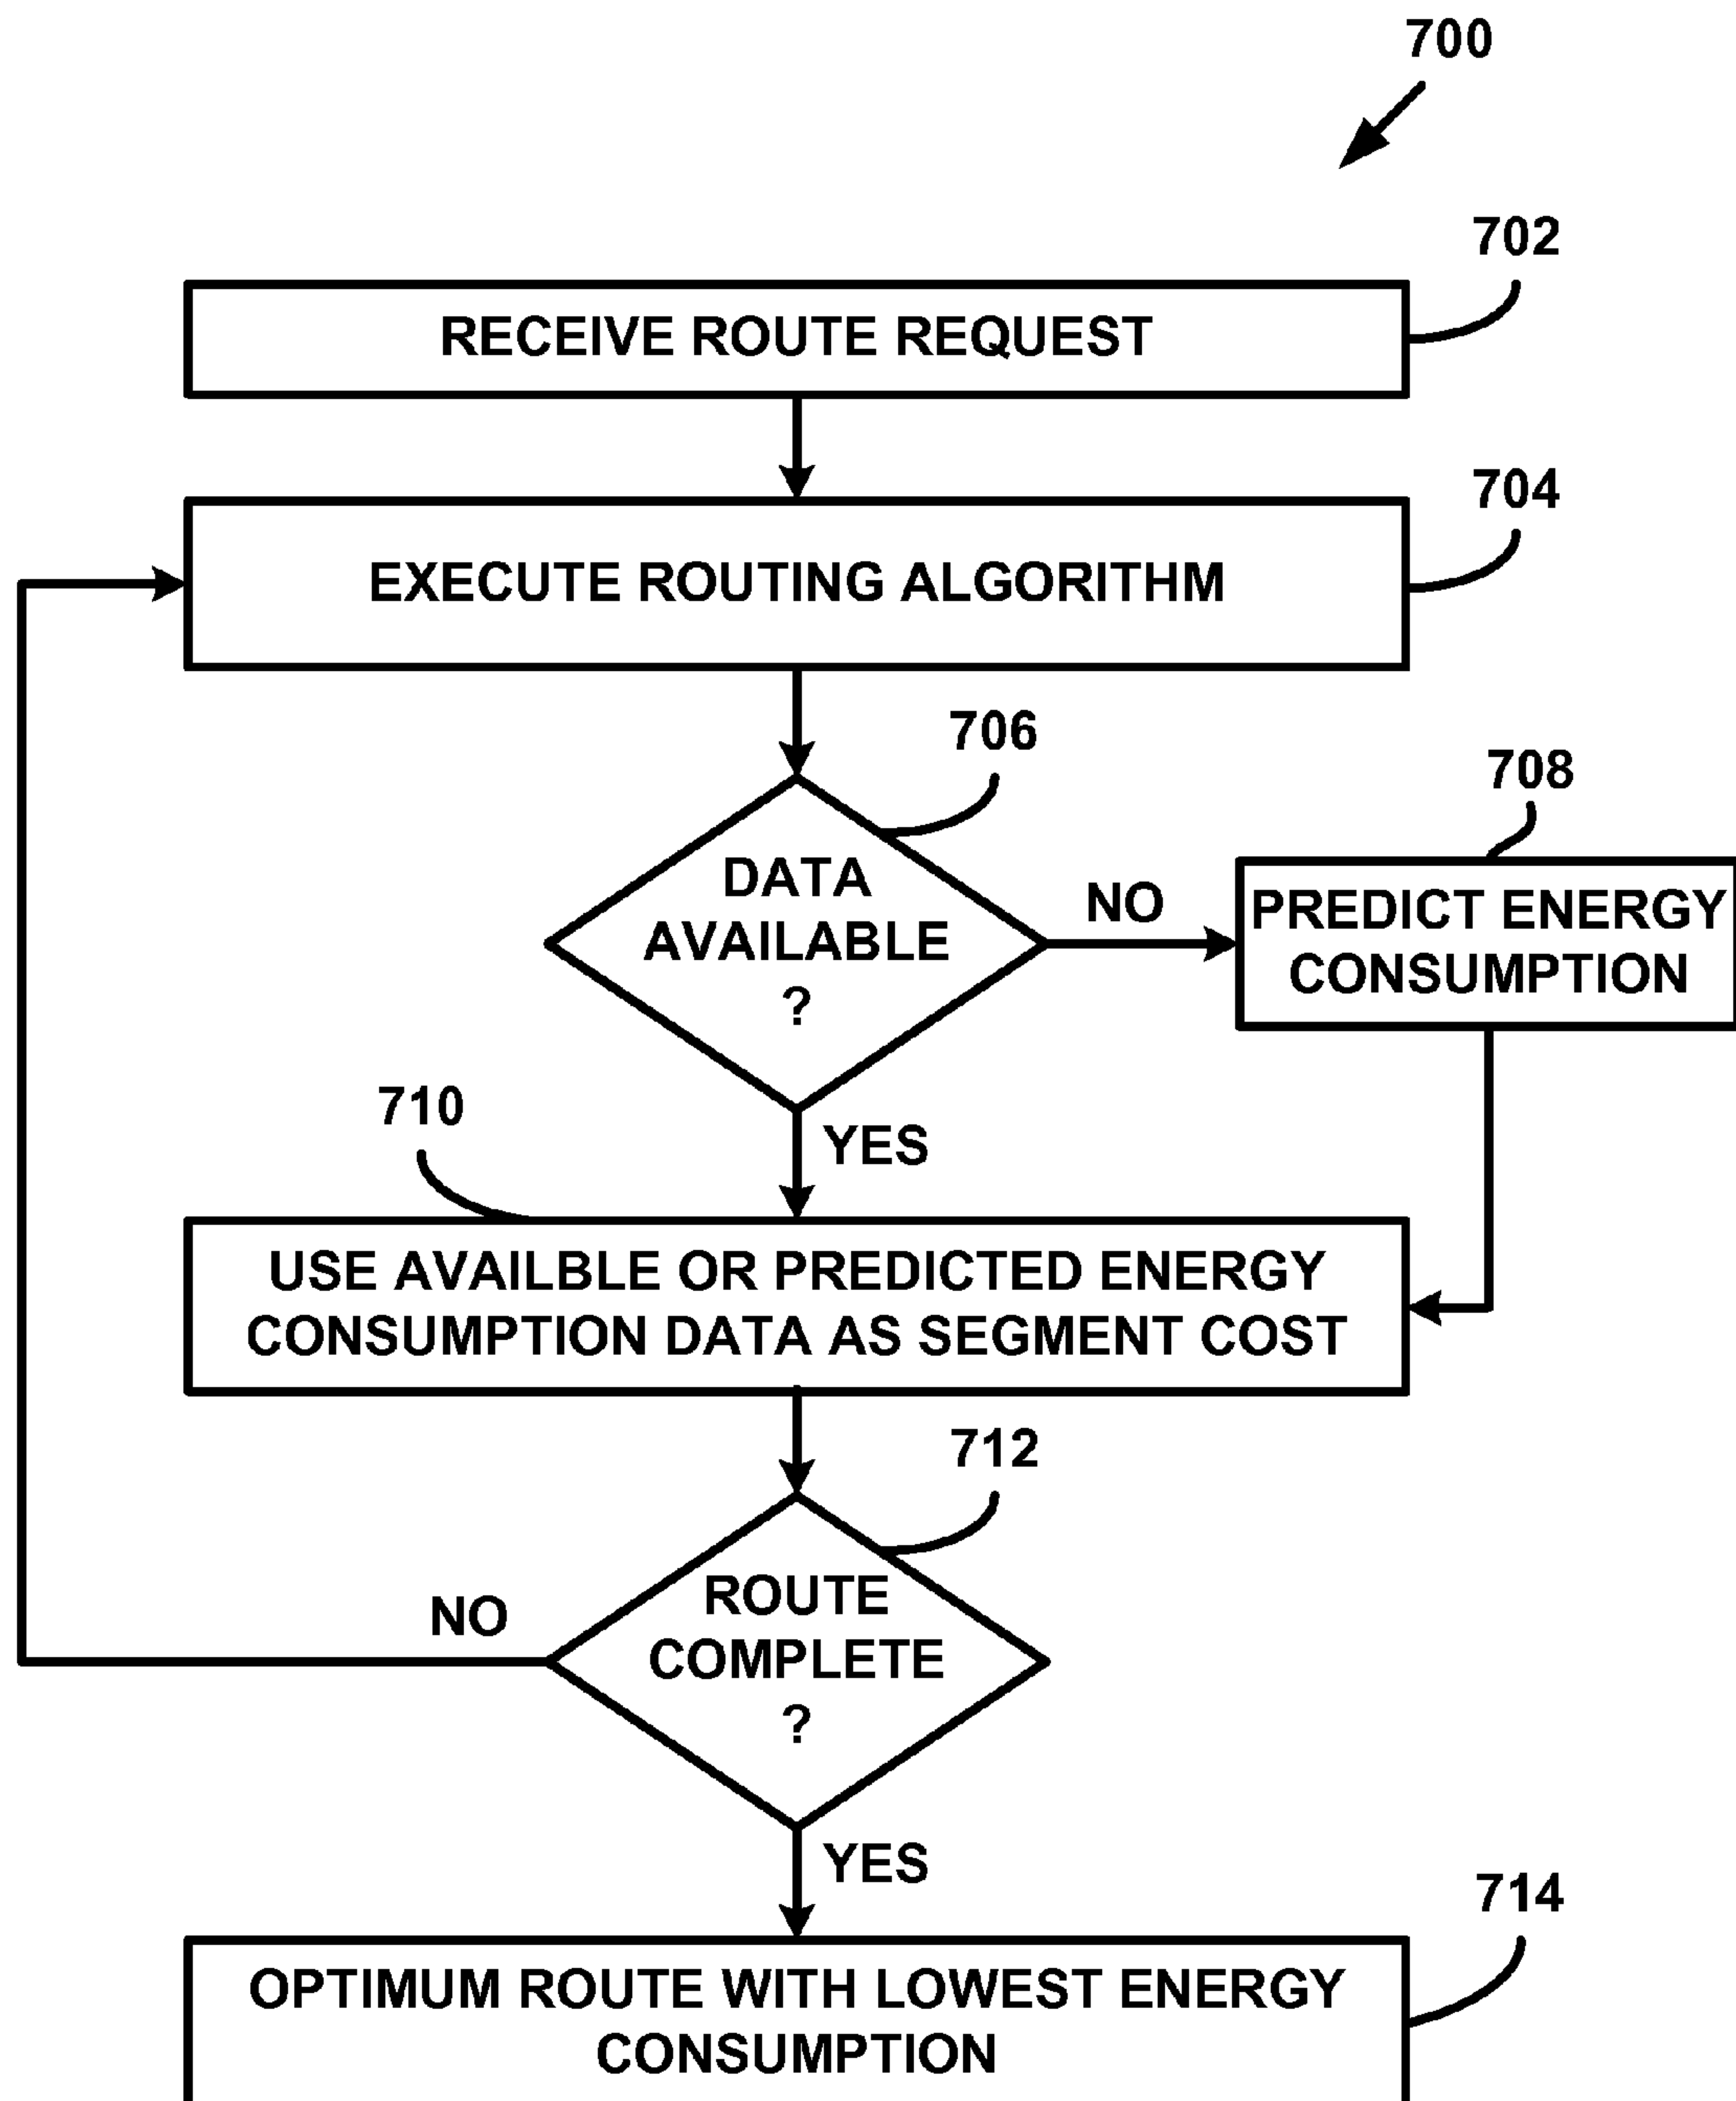 700
702
RECEIVE ROUTE REQUEST
704
EXECUTE ROUTING ALGORITHM
706
DATA
AVAILABLE
?
NO
708
PREDICT ENERGY
CONSUMPTION
YES
710
USE AVAILBLE OR PREDICTED ENERGY
CONSUMPTION DATA AS SEGMENT COST
712
ROUTE
COMPLETE
?
NO
YES
714
OPTIMUM ROUTE WITH LOWEST ENERGY
CONSUMPTION